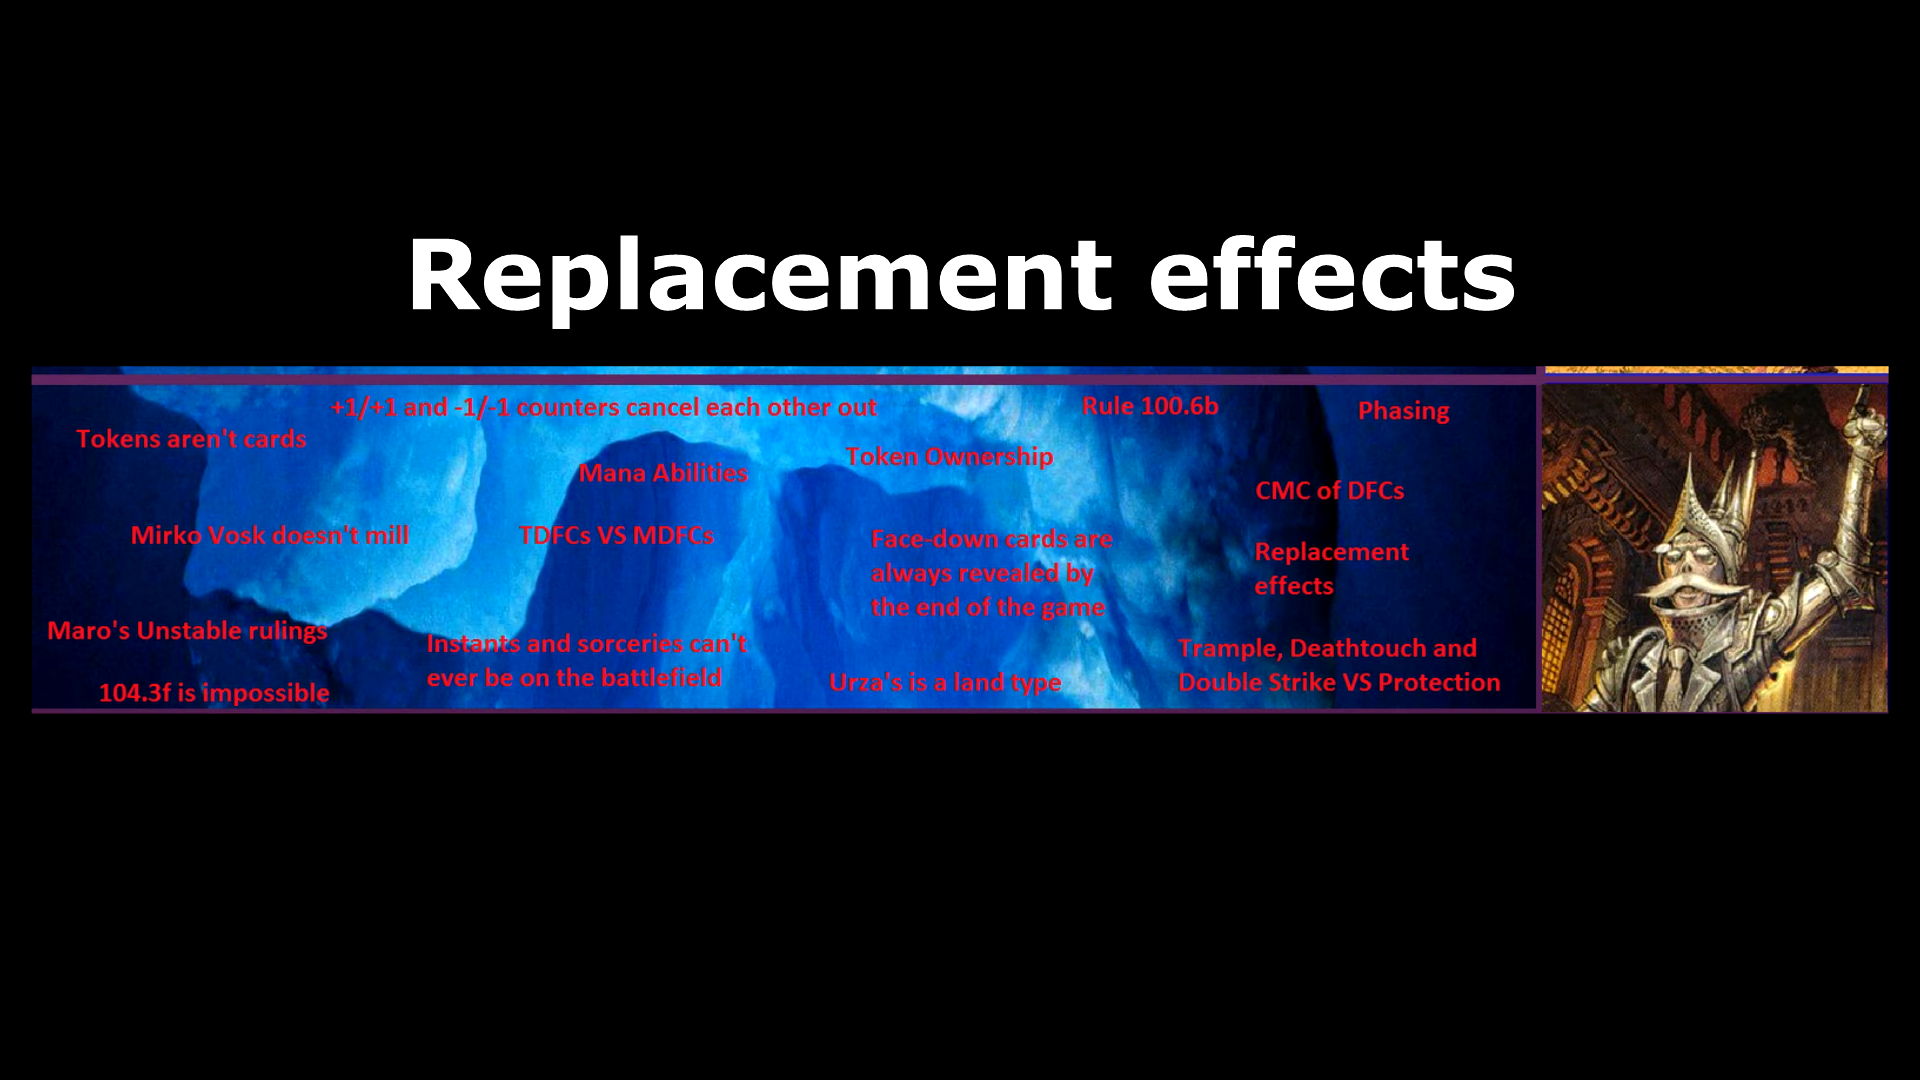 Replacement effects
+1/+1 and -1/-1 counters cancel each other out
Rule 100.6b
Phasing
Tokens aren't cards
Token Ownership
Mana Abilities
CMC of DFCs
Mirko Vosk doesn't mill
TDFCs VS MDFCs
Face-down cards are
always revealed by
the end of the game
Replacement
effects
Maro's Unstable rulings
Instants and sorceries can't
ever be on the battlefield
Trample, Deathtouch and
Double Strike VS Protection
104.3f is impossible
Urza's is a land type